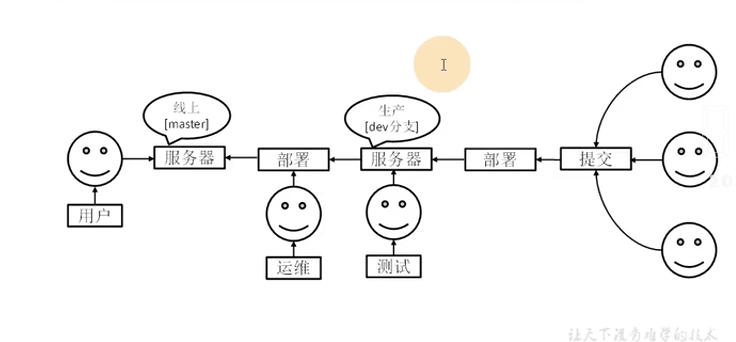 线上
[master]
生产
[dev分支]
服务器
部署
服务器
部署
提交
用户
运维
测试
让天下没有难学的技术